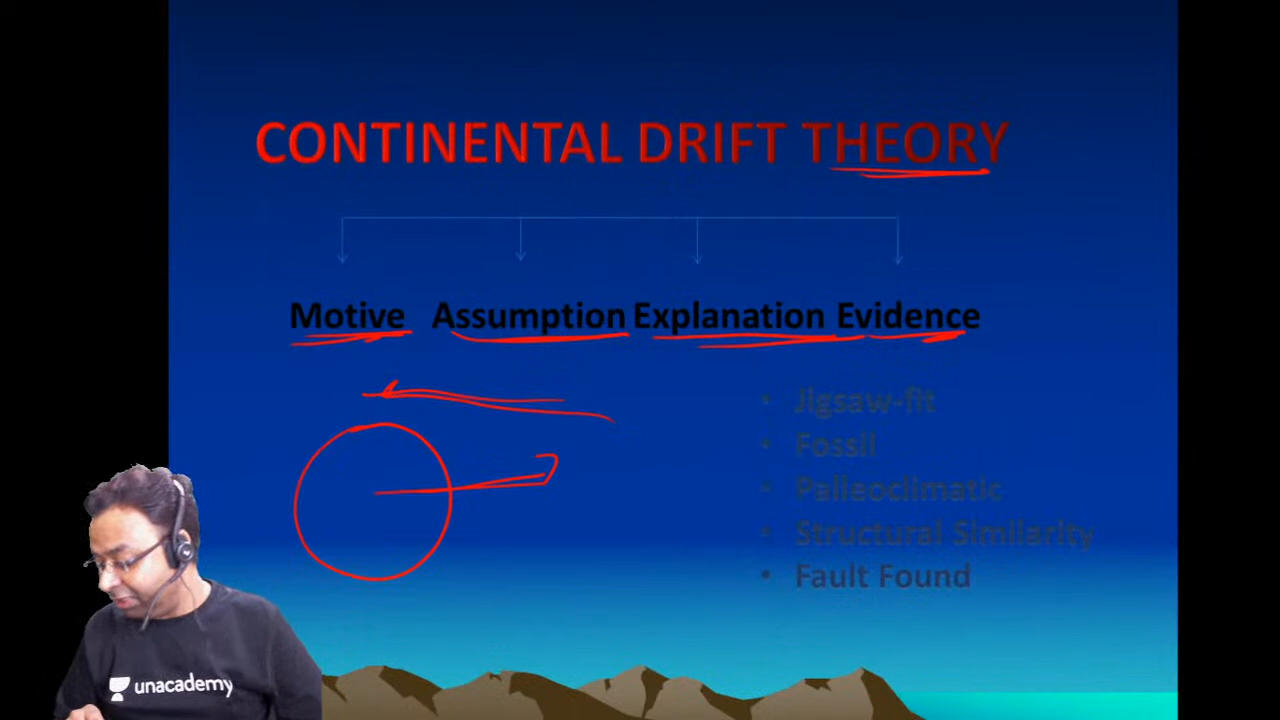 CONTINENTAL DRIFT THEORY
Motive Assumption Explanation Evidence
• Jigsaw-fit
• Fossil
• Palleoclimatic
• Structural Similarity
• Fault Found
unacademy